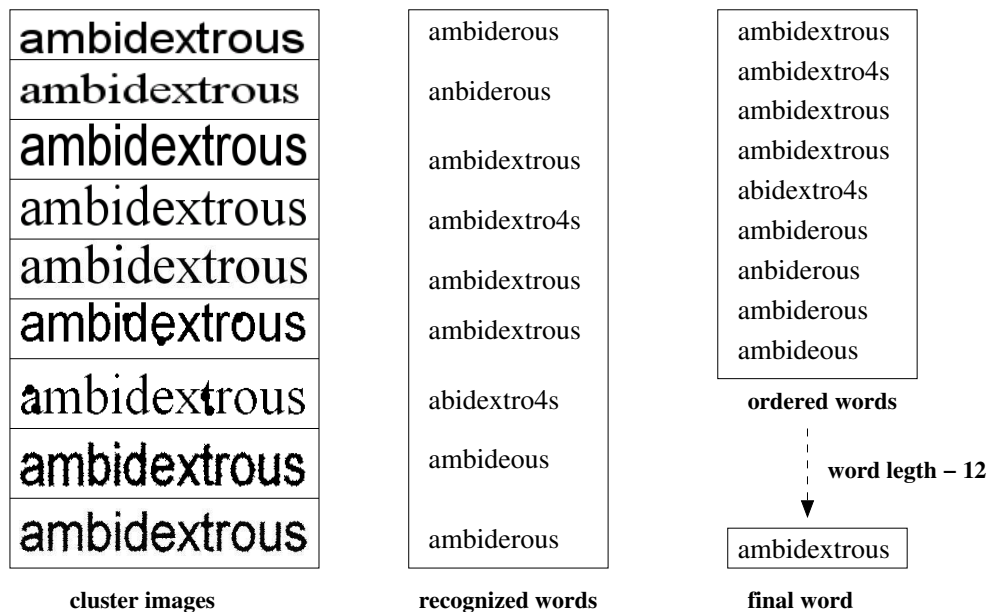 ambidextrous
ambidextrous
ambidextrous
ambidextrous
ambidextrous
ambidextrous
ambidextrous
ambidextrous
ambidextrous
cluster images
ambiderous
anbiderous
ambidextrous
ambidextro4s
ambidextrous
ambidextrous
abidextro4s
ambideous
ambiderous
recognized words
ambidextrous
ambidextro4s
ambidextrous
ambidextrous
abidextro4s
ambiderous
anbiderous
ambiderous
ambideous
ordered words
word legth – 12
ambidextrous
final word